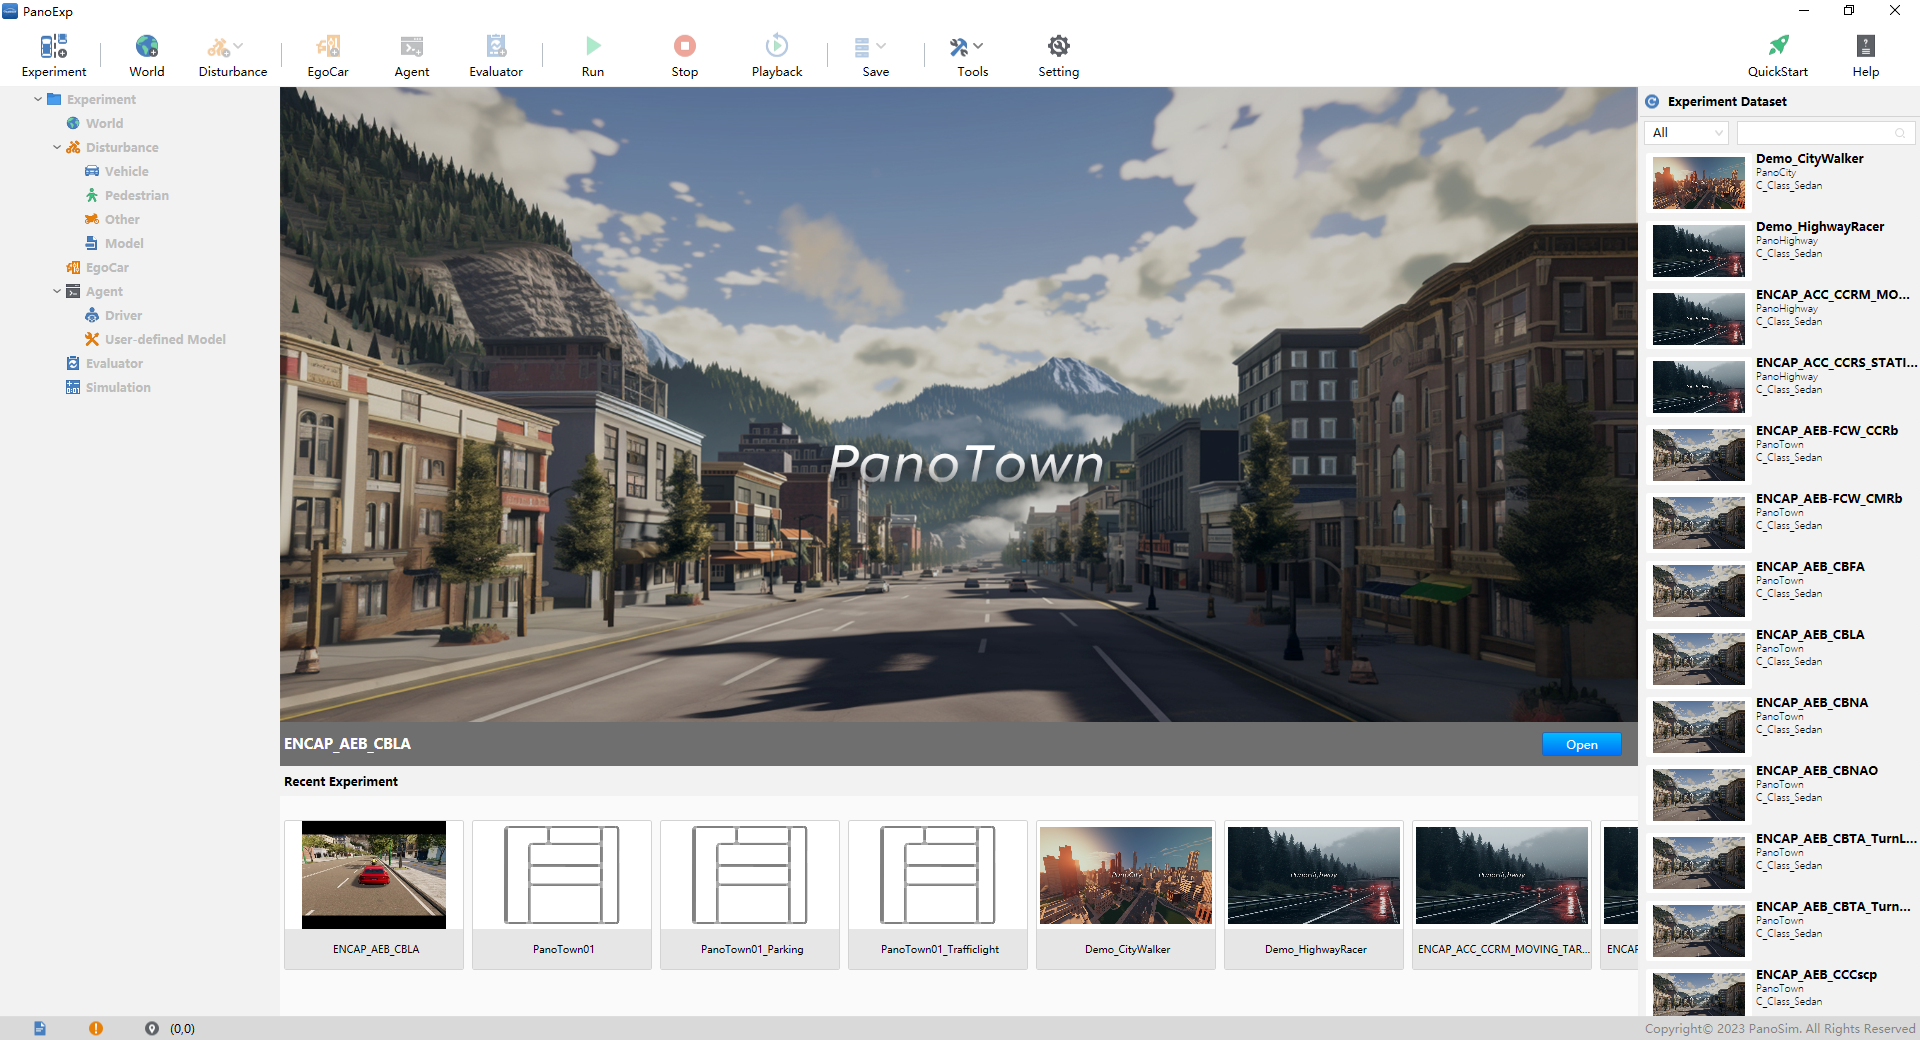 PanoExp
Experiment
World
Disturbance
EgoCar
Agent
Evaluator
Run
Stop
Playback
Save
Tools
Setting
QuickStart
Help
Experiment
World
Disturbance
Vehicle
Pedestrian
Other
Model
EgoCar
Agent
Driver
User-defined Model
Evaluator
Simulation
PanoTown
ENCAP_AEB_CBLA
Open
Recent Experiment
ENCAP_AEB_CBLA
PanoTown01
PanoTown01_Parking
PanoTown01_Trafficlight
PanoCity
Demo_CityWalker
PanoHighway
Demo_HighwayRacer
PanoHighway
ENCAP_ACC_CCRM_MOVING_TAR...
ENCAP
Experiment Dataset
All
Demo_CityWalker
PanoCity
C_Class_Sedan
Demo_HighwayRacer
PanoHighway
C_Class_Sedan
ENCAP_ACC_CCRM_MO...
PanoHighway
C_Class_Sedan
ENCAP_ACC_CCRS_STATI...
PanoHighway
C_Class_Sedan
ENCAP_AEB-FCW_CCRb
PanoTown
C_Class_Sedan
ENCAP_AEB-FCW_CMRb
PanoTown
C_Class_Sedan
ENCAP_AEB_CBFA
PanoTown
C_Class_Sedan
ENCAP_AEB_CBLA
PanoTown
C_Class_Sedan
ENCAP_AEB_CBNA
PanoTown
C_Class_Sedan
ENCAP_AEB_CBNAO
PanoTown
C_Class_Sedan
ENCAP_AEB_CBTA_TurnL...
PanoTown
C_Class_Sedan
ENCAP_AEB_CBTA_Turn...
PanoTown
C_Class_Sedan
ENCAP_AEB_CCCscp
PanoTown
C_Class_Sedan
(0,0)
Copyright© 2023 PanoSim. All Rights Reserved